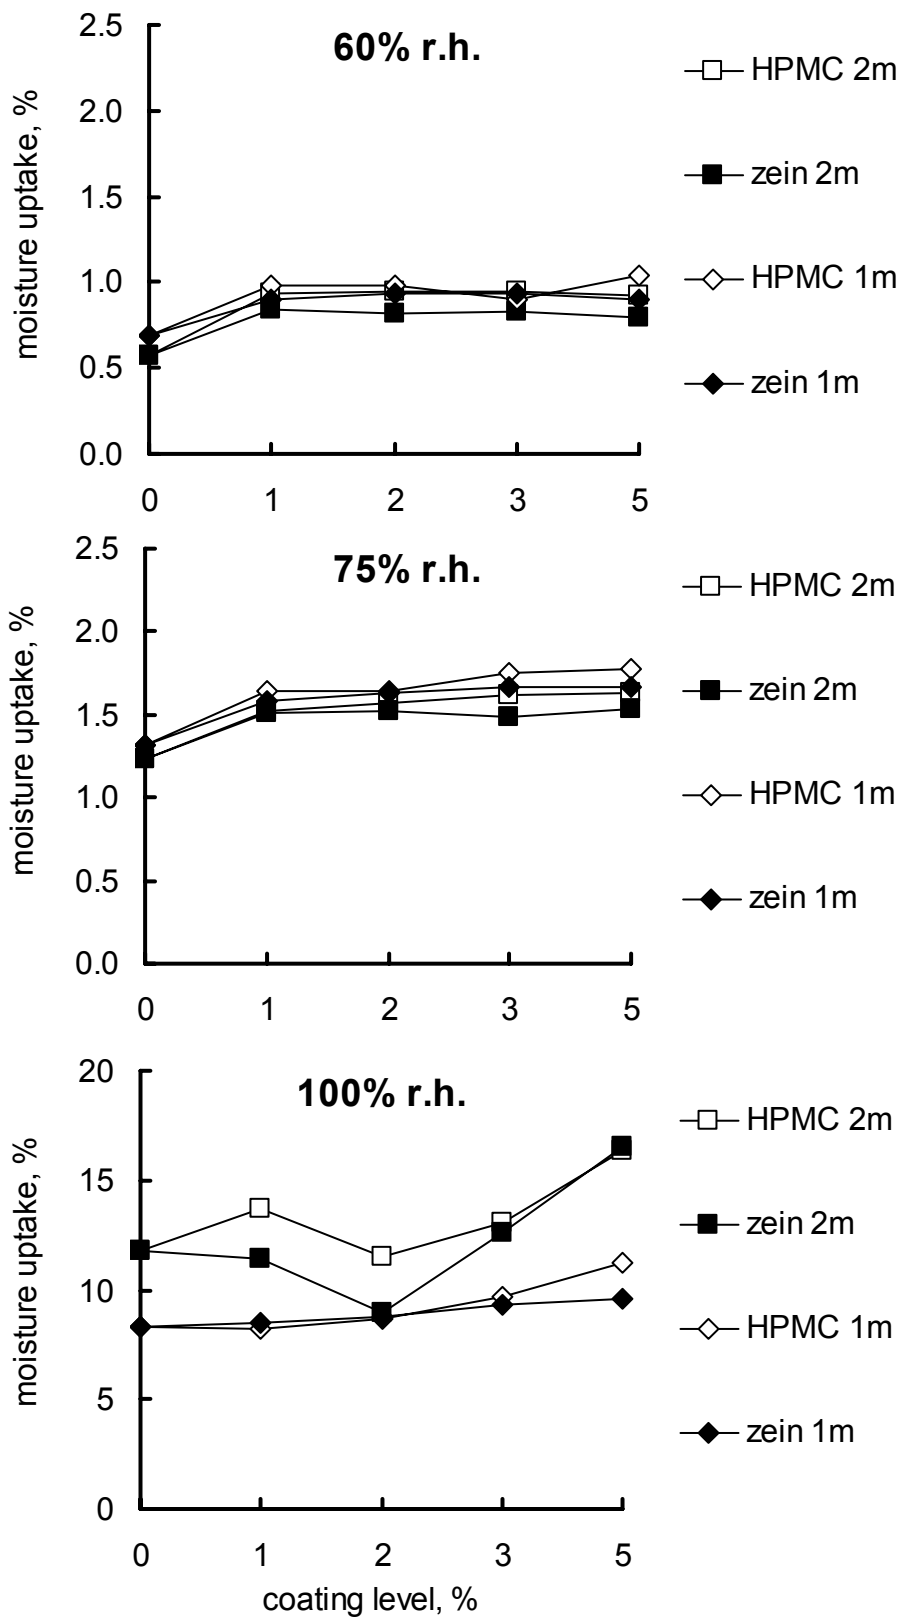 60% r.h.
moisture uptake, %
2.5
2.0
1.5
1.0
0.5
0.0
0 1 2 3 5
HPMC 2m
zein 2m
HPMC 1m
zein 1m
75% r.h.
moisture uptake, %
2.5
2.0
1.5
1.0
0.5
0.0
0 1 2 3 5
HPMC 2m
zein 2m
HPMC 1m
zein 1m
100% r.h.
moisture uptake, %
20
15
10
5
0
0 1 2 3 5
coating level, %
HPMC 2m
zein 2m
HPMC 1m
zein 1m